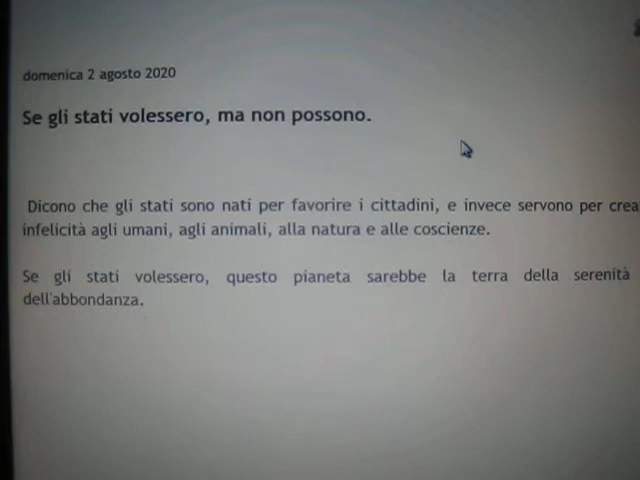 domenica 2 agosto 2020
Se gli stati volessero, ma non possono.
Dicono che gli stati sono nati per favorire i cittadini, e invece servono per crea
infelicità agli umani, agli animali, alla natura e alle coscienze.
Se gli stati volessero, questo pianeta sarebbe la terra della serenità
dell'abbondanza.